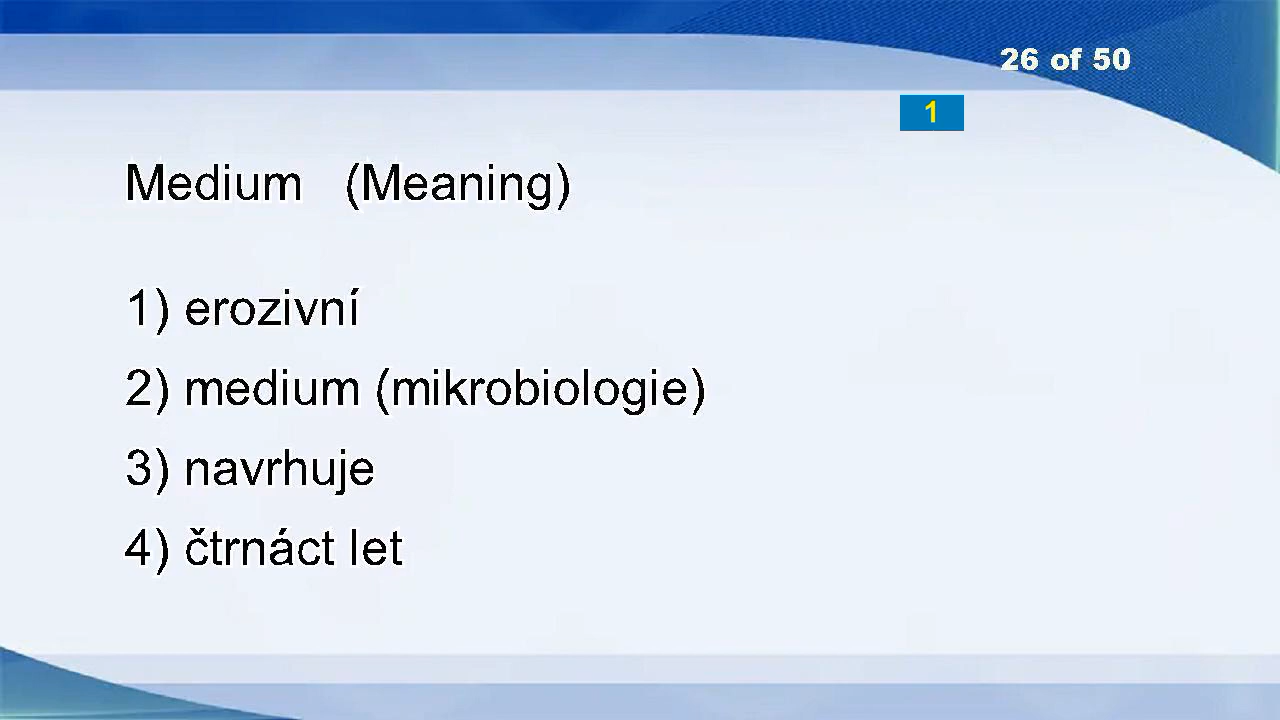 26 of 50
1
Medium (Meaning)
1) erozivní
2) medium (mikrobiologie)
3) navrhuje
4) čtrnáct let